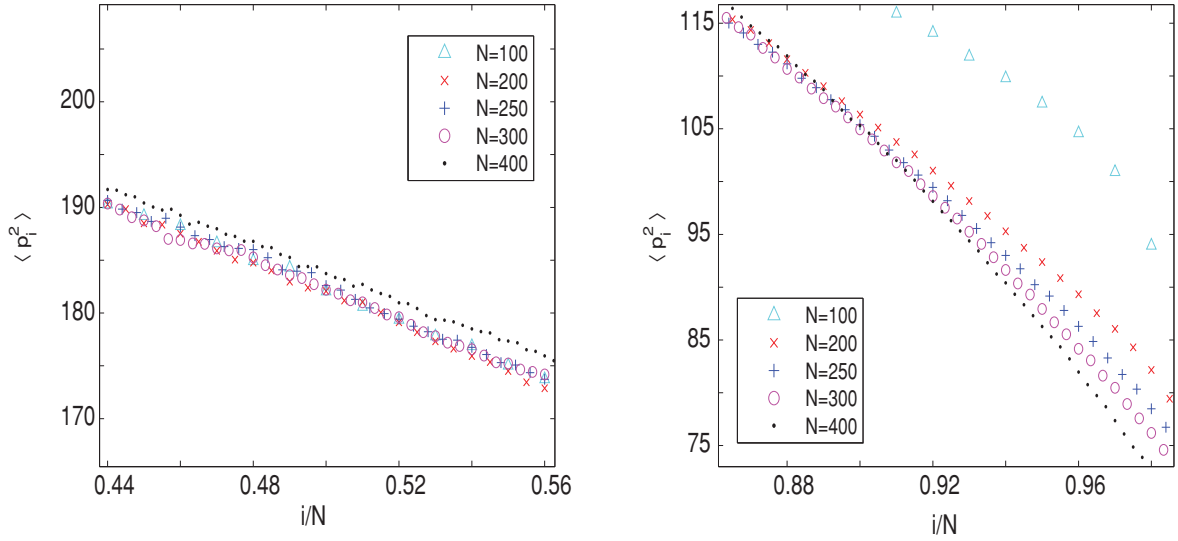 200
190
180
170
⟨ p_i^2 ⟩
0.44
0.48
0.52
0.56
i/N
N=100
N=200
N=250
N=300
N=400
115
105
95
85
75
⟨ p_i^2 ⟩
0.88
0.92
0.96
i/N
N=100
N=200
N=250
N=300
N=400